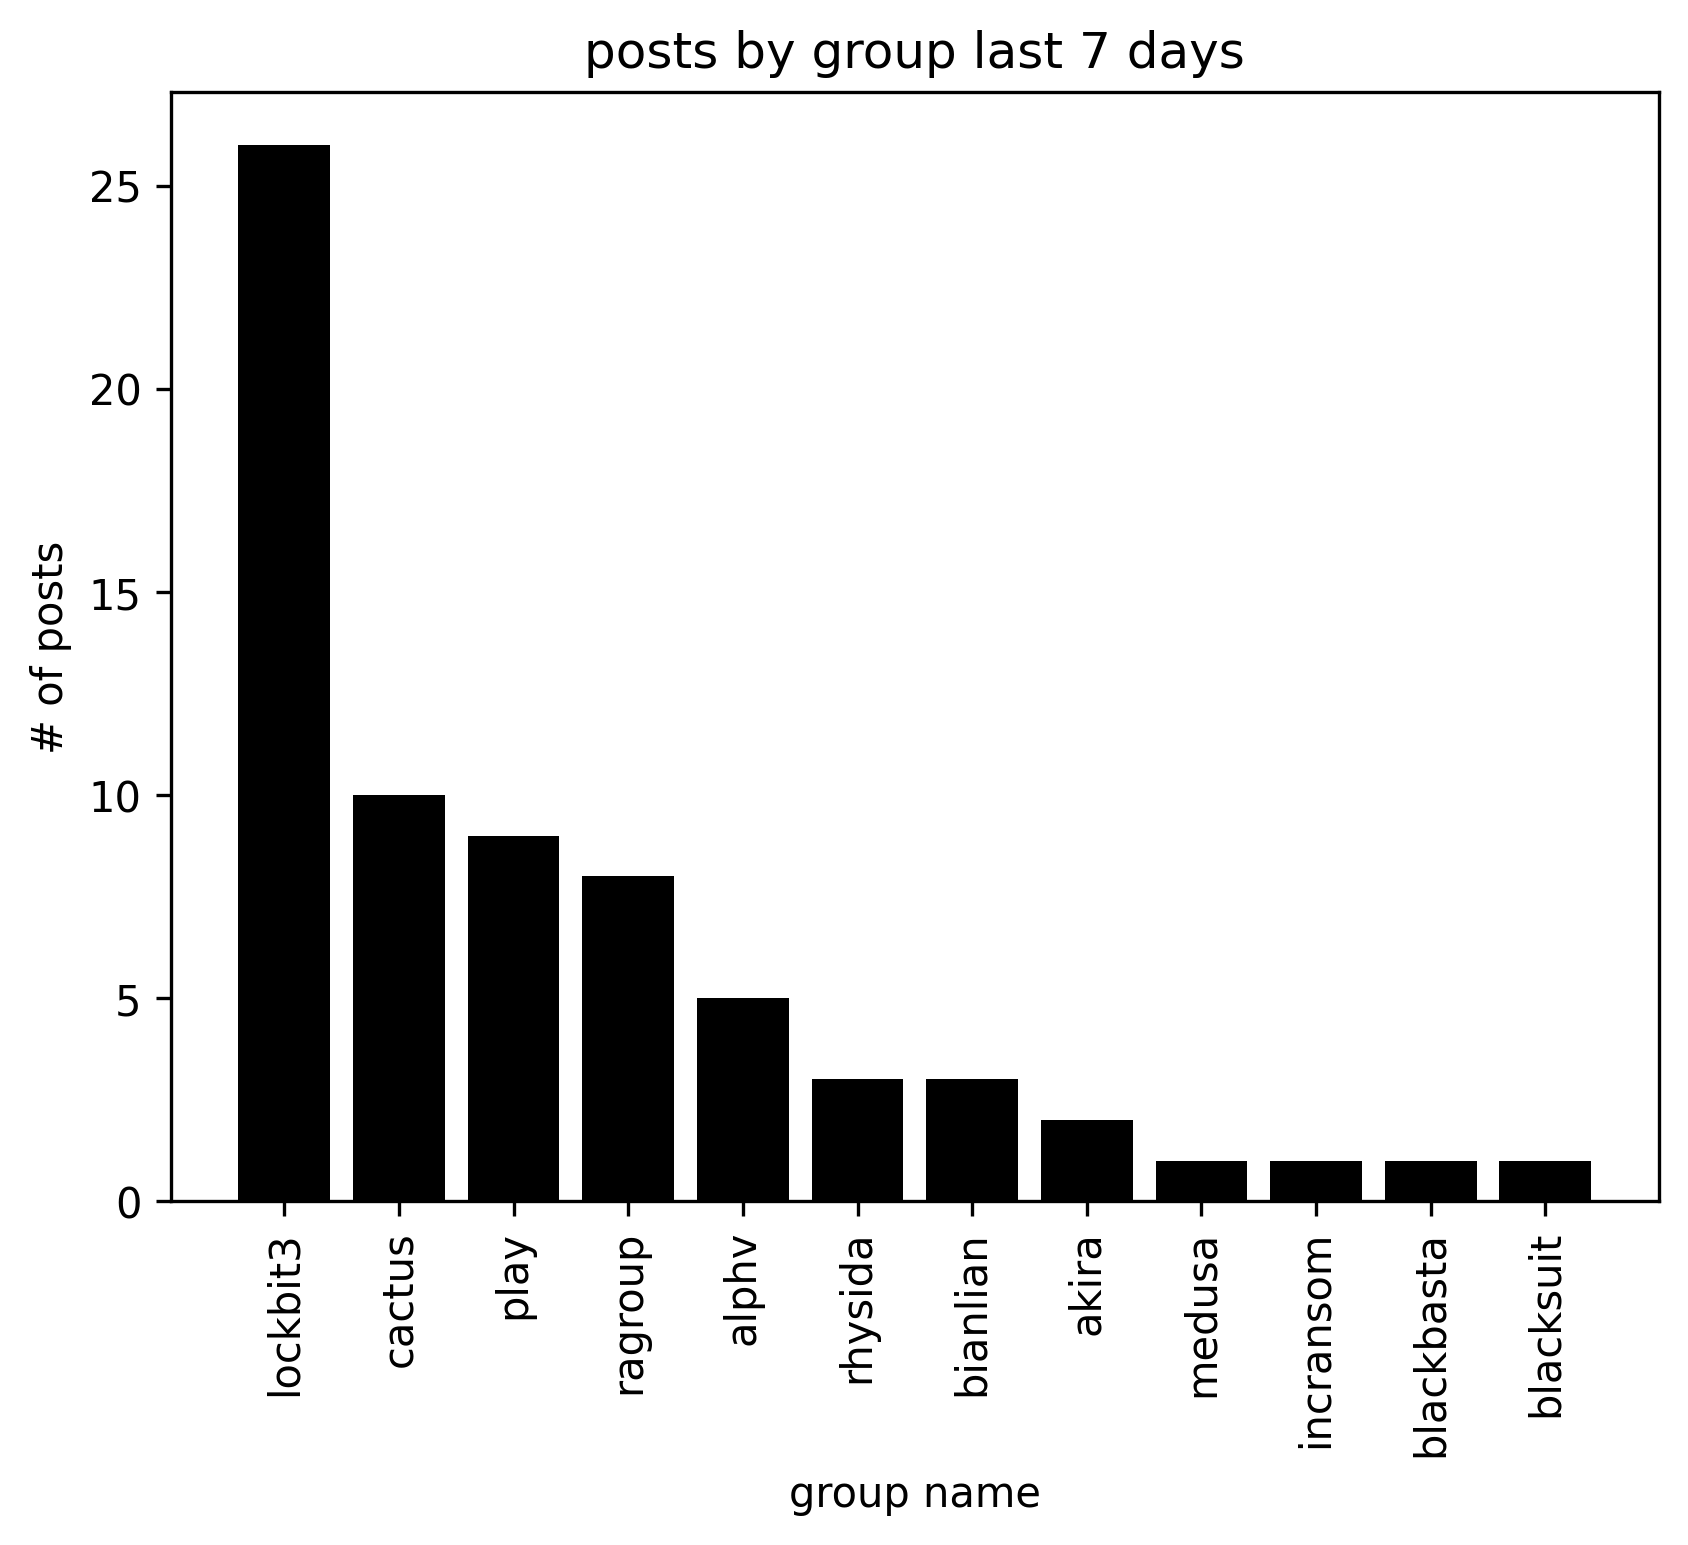 posts by group last 7 days
# of posts
25
20
15
10
5
0
lockbit3
cactus
play
ragroup
alphv
rhysida
bianlian
akira
medusa
incransom
blackbasta
blacksuit
group name